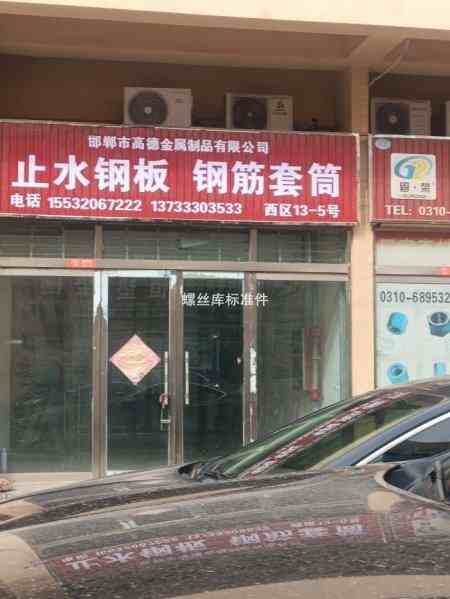 邯郸市高德金属制品有限公司
止水钢板 钢筋套筒
电话 15532067222 13733303533 西区13-5号
TEL: 0310-
0310-689532
螺丝库标准件